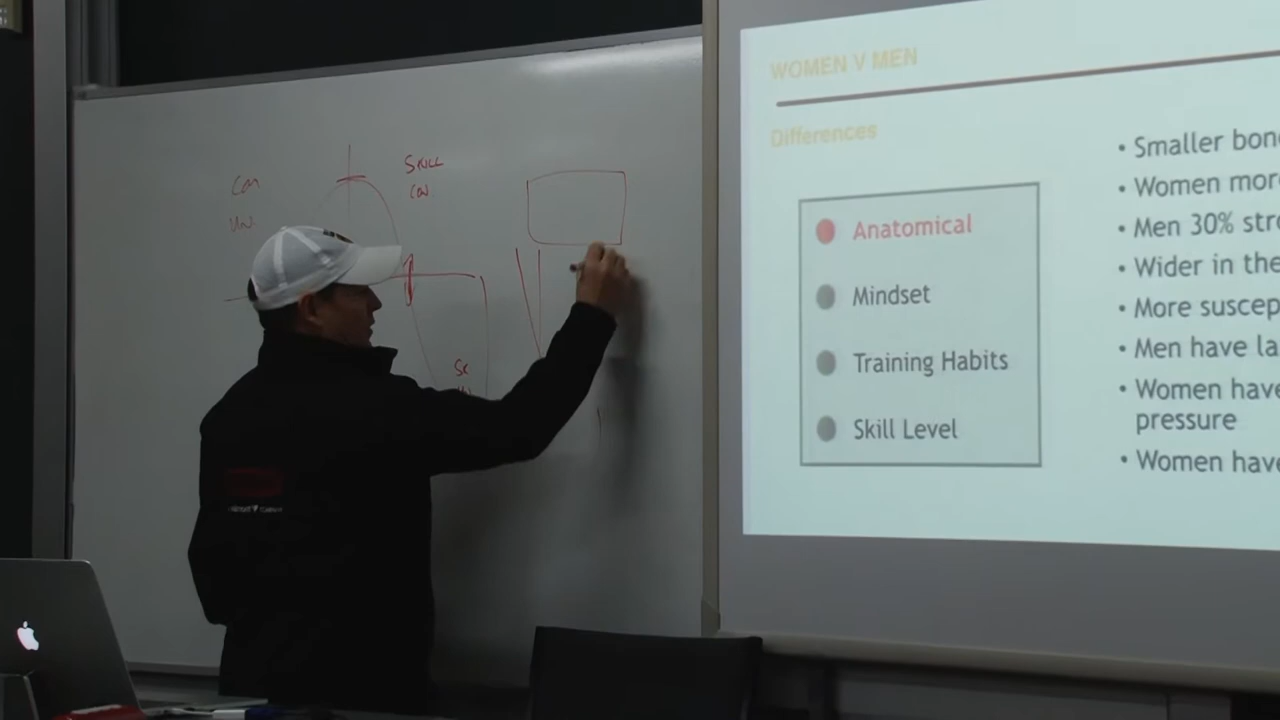 SKILL
WOMEN V MEN
Differences
Anatomical
Mindset
Training Habits
Skill Level
• Smaller bon
• Women mor
• Men 30% str
• Wider in the
• More suscep
• Men have la
• Women have
pressure
• Women have